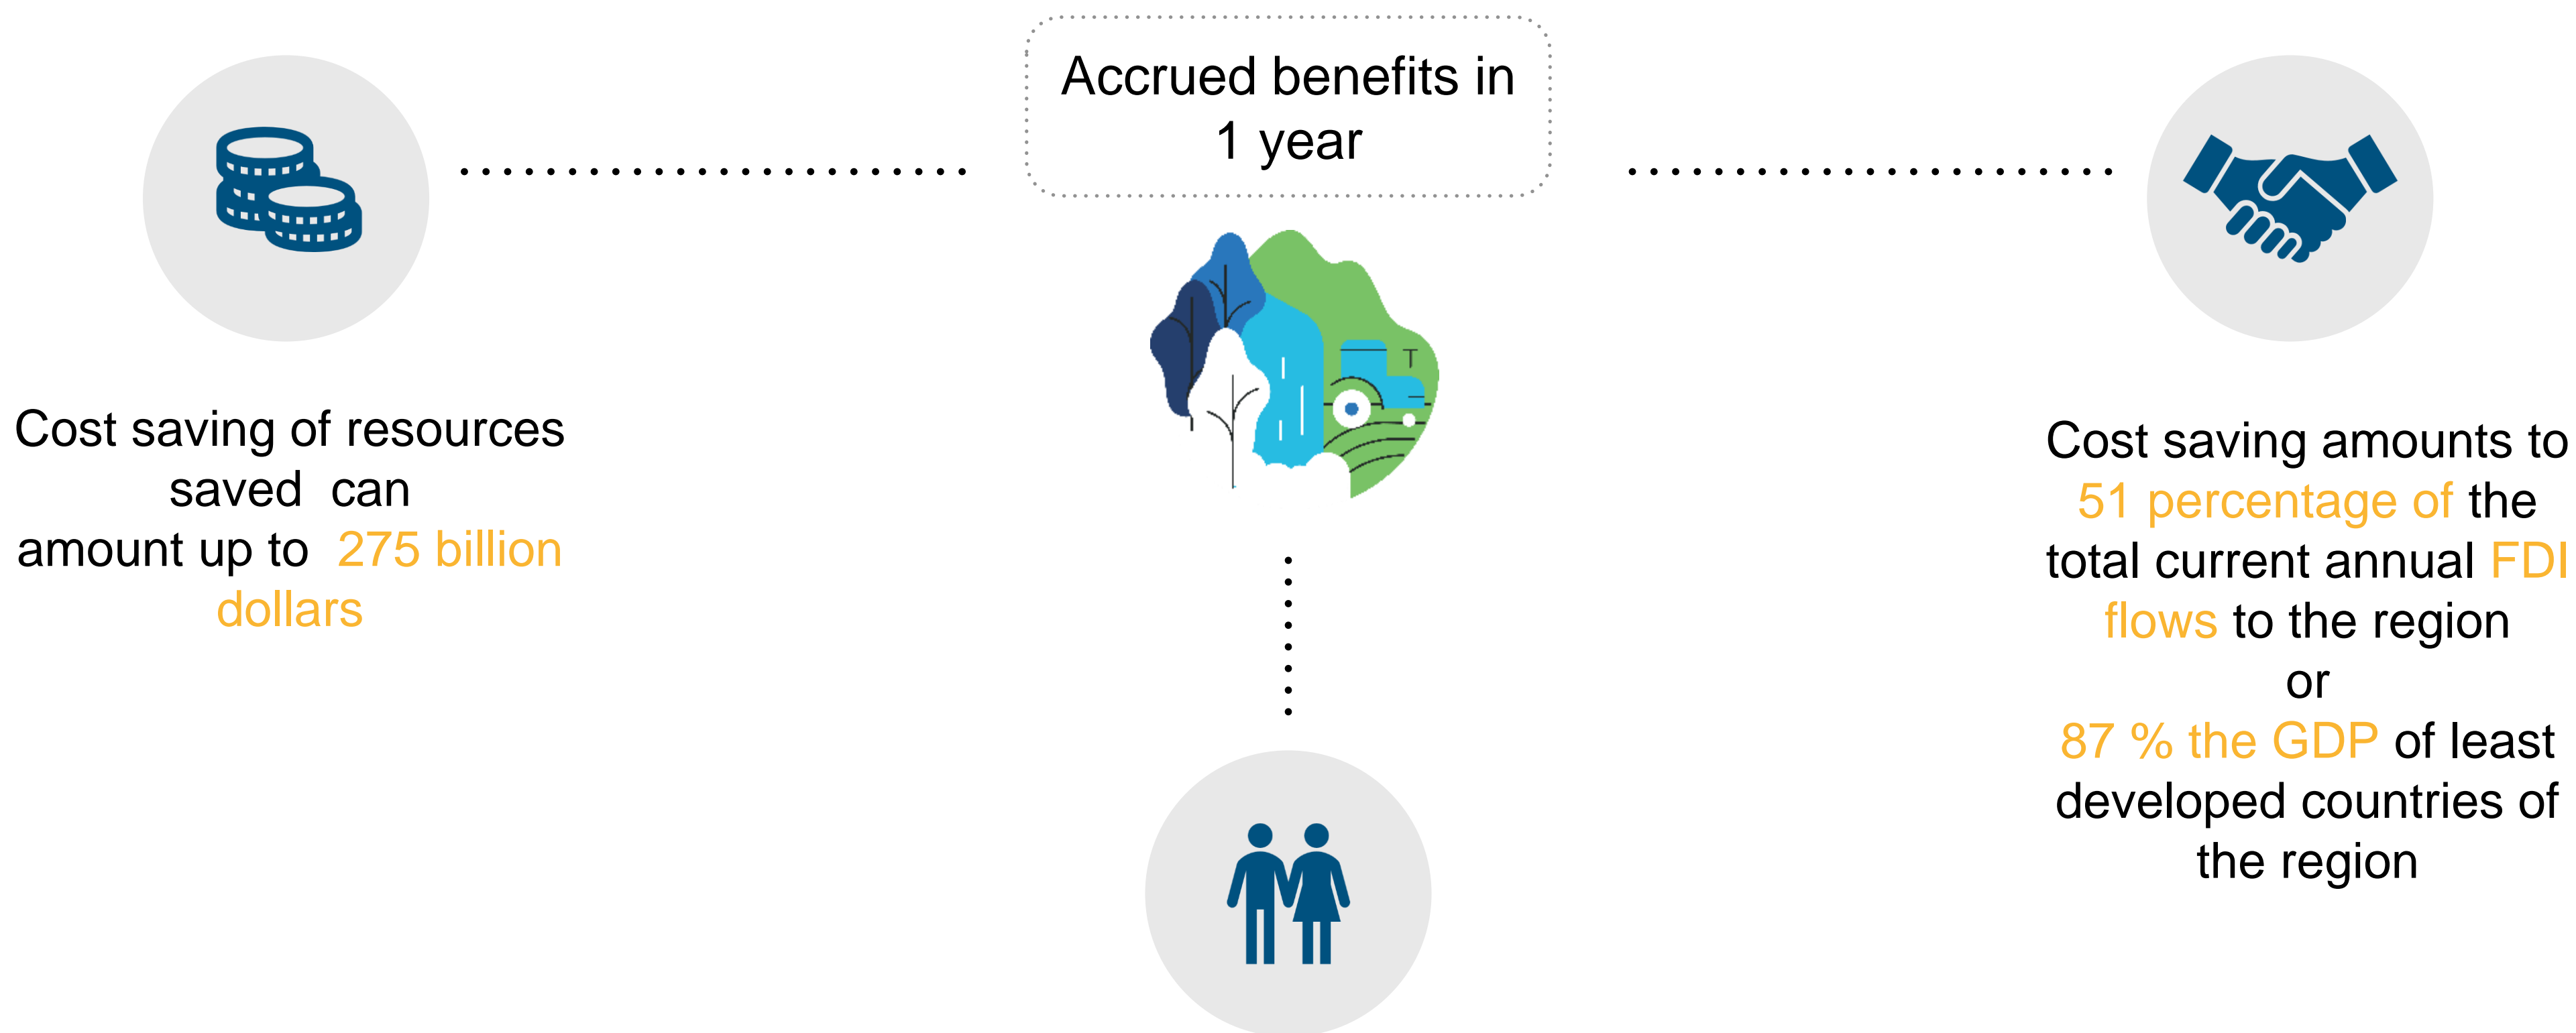 Accrued benefits in
1 year
Cost saving of resources
saved  can
amount up to  275 billion
dollars
Cost saving amounts to
51 percentage of the
total current annual FDI
flows to the region
or
87 % the GDP of least
developed countries of
the region